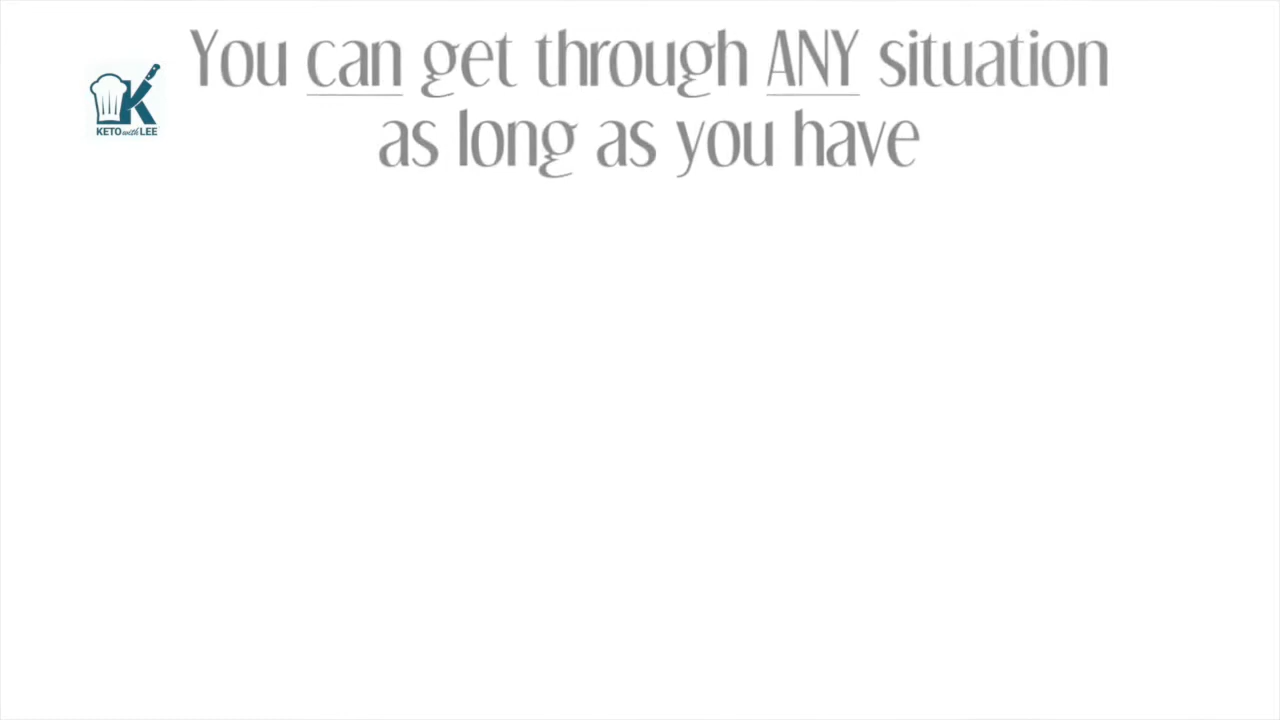 You can get through ANY situation
as long as you have
K
KETO with LEE